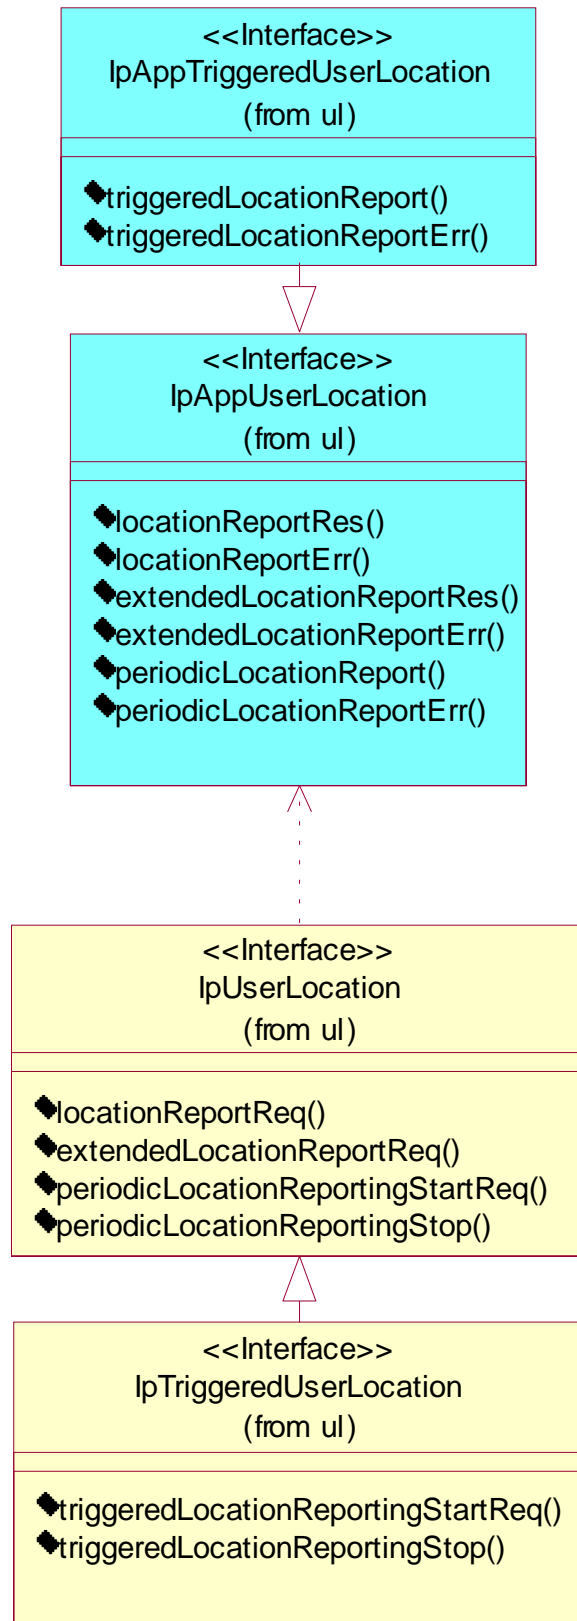 <<Interface>>
IpAppTriggeredUserLocation
(from ul)
triggeredLocationReport()
triggeredLocationReportErr()
<<Interface>>
IpAppUserLocation
(from ul)
locationReportRes()
locationReportErr()
extendedLocationReportRes()
extendedLocationReportErr()
periodicLocationReport()
periodicLocationReportErr()
<<Interface>>
IpUserLocation
(from ul)
locationReportReq()
extendedLocationReportReq()
periodicLocationReportingStartReq()
periodicLocationReportingStop()
<<Interface>>
IpTriggeredUserLocation
(from ul)
triggeredLocationReportingStartReq()
triggeredLocationReportingStop()